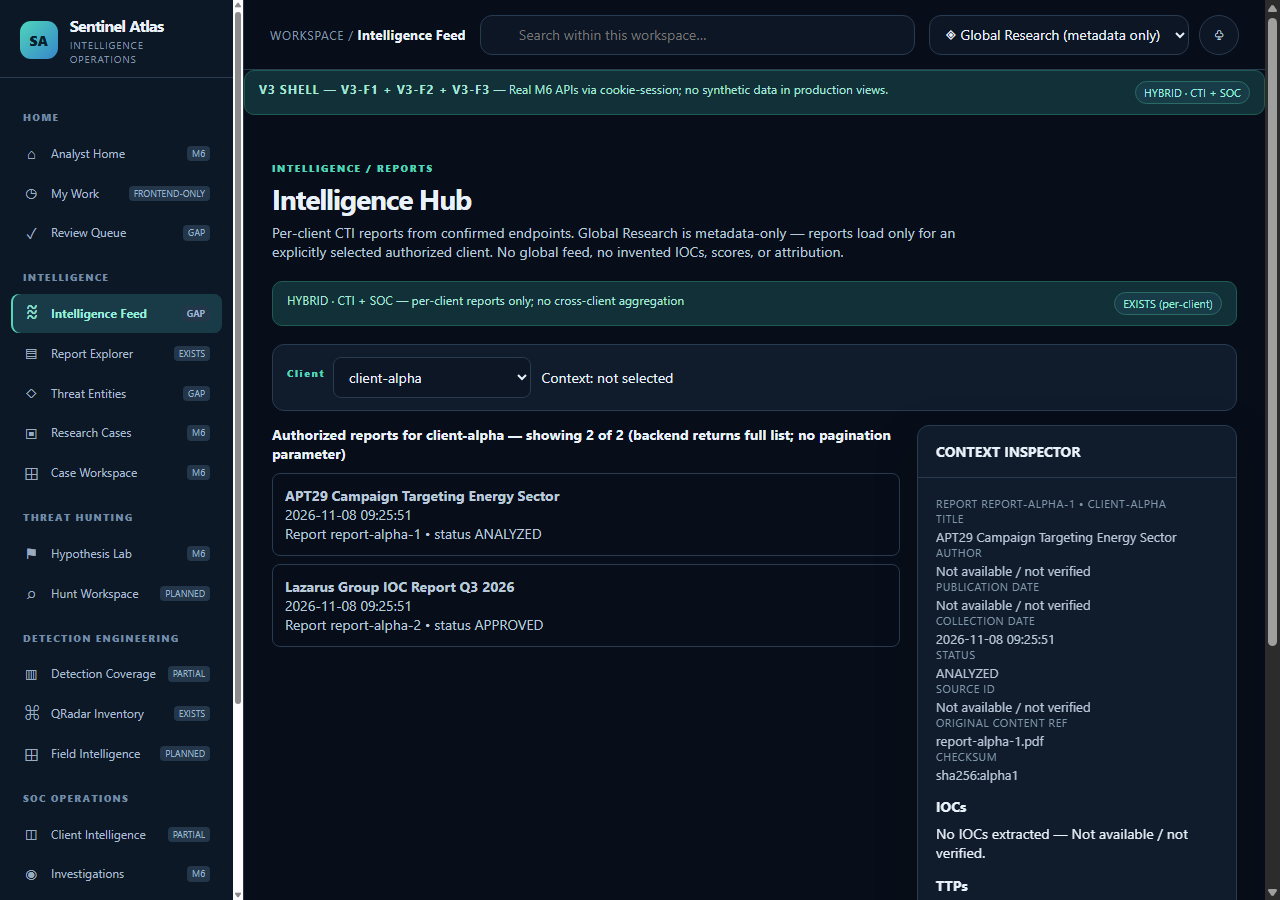 SA
Sentinel Atlas
INTELLIGENCE
OPERATIONS
HOME
Analyst Home M6
My Work FRONTEND-ONLY
Review Queue GAP
INTELLIGENCE
Intelligence Feed GAP
Report Explorer EXISTS
Threat Entities GAP
Research Cases M6
Case Workspace M6
THREAT HUNTING
Hypothesis Lab M6
Hunt Workspace PLANNED
DETECTION ENGINEERING
Detection Coverage PARTIAL
QRadar Inventory EXISTS
Field Intelligence PLANNED
SOC OPERATIONS
Client Intelligence PARTIAL
Investigations M6
WORKSPACE / Intelligence Feed
Search within this workspace...
◈ Global Research (metadata only)
V3 SHELL — V3-F1 + V3-F2 + V3-F3 — Real M6 APIs via cookie-session; no synthetic data in production views.
HYBRID · CTI + SOC
INTELLIGENCE / REPORTS
Intelligence Hub
Per-client CTI reports from confirmed endpoints. Global Research is metadata-only — reports load only for an
explicitly selected authorized client. No global feed, no invented IOCs, scores, or attribution.
HYBRID · CTI + SOC — per-client reports only; no cross-client aggregation
EXISTS (per-client)
Client client-alpha Context: not selected
Authorized reports for client-alpha — showing 2 of 2 (backend returns full list; no pagination
parameter)
APT29 Campaign Targeting Energy Sector
2026-11-08 09:25:51
Report report-alpha-1 • status ANALYZED
Lazarus Group IOC Report Q3 2026
2026-11-08 09:25:51
Report report-alpha-2 • status APPROVED
CONTEXT INSPECTOR
REPORT REPORT-ALPHA-1 • CLIENT-ALPHA
TITLE
APT29 Campaign Targeting Energy Sector
AUTHOR
Not available / not verified
PUBLICATION DATE
Not available / not verified
COLLECTION DATE
2026-11-08 09:25:51
STATUS
ANALYZED
SOURCE ID
Not available / not verified
ORIGINAL CONTENT REF
report-alpha-1.pdf
CHECKSUM
sha256:alpha1
IOCs
No IOCs extracted — Not available / not
verified.
TTPs